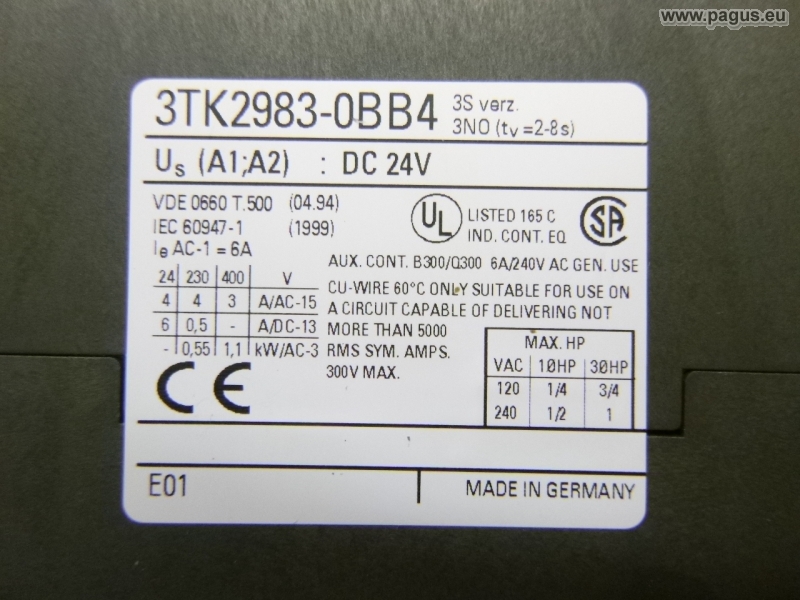 www.pagus.eu
3TK2983-0BB4 3S verz.
3NO (tv =2-8s)
Us (A1;A2) : DC 24V
VDE 0660 T.500 (04.94)
IEC 60947-1 (1999)
Ie AC-1 = 6A
UL LISTED 165 C
IND. CONT. EQ
SA
AUX. CONT. B300/Q300 6A/240V AC GEN. USE
CU-WIRE 60°C ONLY SUITABLE FOR USE ON
A CIRCUIT CAPABLE OF DELIVERING NOT
MORE THAN 5000
RMS SYM. AMPS.
300V MAX.
24 230 400 V
4 4 3 A/AC-15
6 0,5 - A/DC-13
- 0,55 1,1 kW/AC-3
MAX. HP
VAC 1ØHP 3ØHP
120 1/4 3/4
240 1/2 1
CE
E01 MADE IN GERMANY